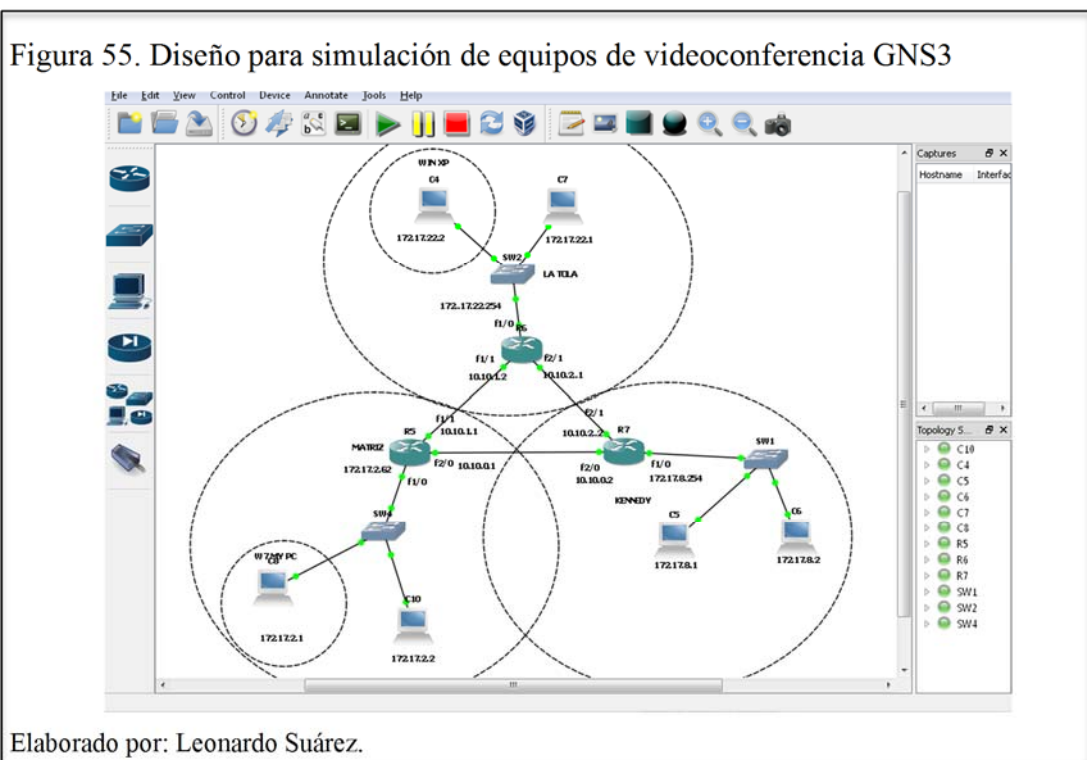 Figura 55. Diseño para simulación de equipos de videoconferencia GNS3
File Edit View Control Device Annotate Tools Help
Captures
Hostname Interfac
WIN XP
C4
C7
172.17.22.2
172.17.22.1
SW2
LA TOLA
172..17.22.254
f1/0
R6
f1/1
f2/1
10.10.1.2
10.10.2..1
f1/1
f2/1
R5
10.10.1.1
10.10.2..2
R7
SW1
MATRIZ
172.17.2.62
f2/0
10.10.0.1
f2/0
f1/0
10.10.0.2
172.17.8.254
f1/0
KENNEDY
SW4
C5
C6
172.17.8.1
172.17.8.2
W7 MY PC
C8
C10
172.17.2.1
172.17.2.2
Topology S...
C10
C4
C5
C6
C7
C8
R5
R6
R7
SW1
SW2
SW4
Elaborado por: Leonardo Suárez.